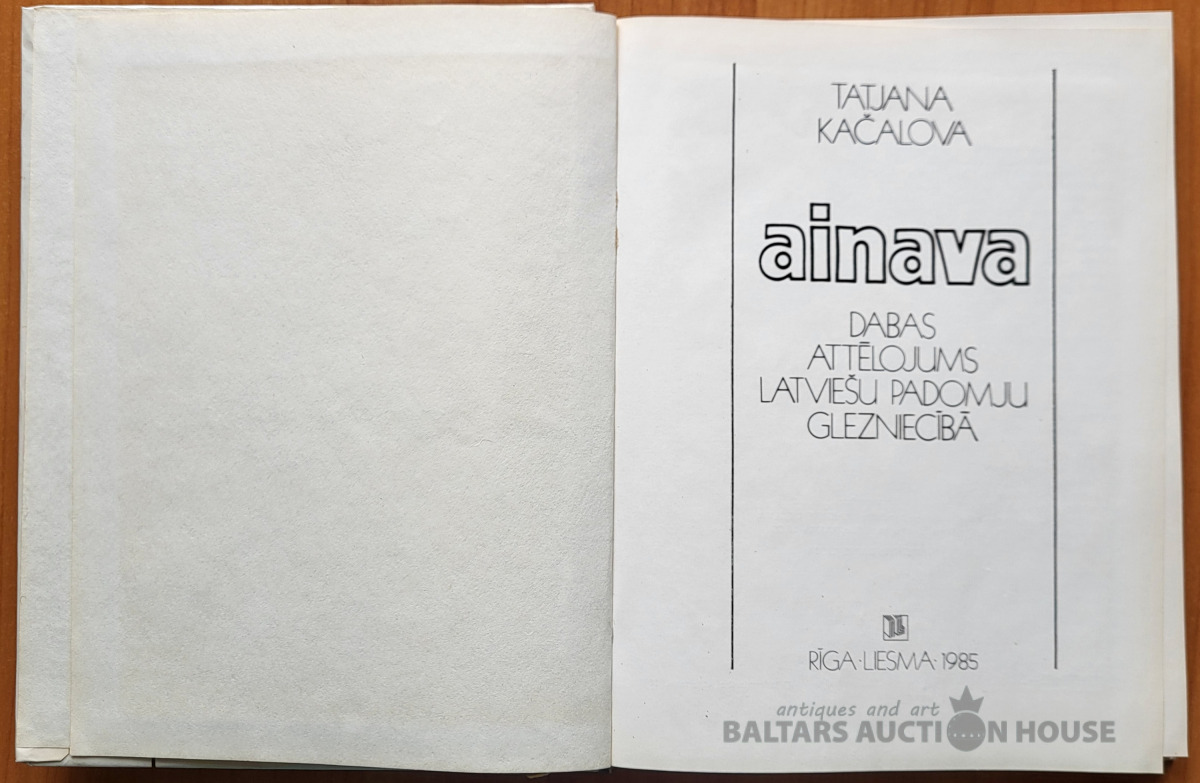 TATJANA
KAČALOVA
ainava
DABAS
ATTĒLOJUMS
LATVIEŠU PADOMJU
GLEZNIECĪBĀ
RĪGA·LIESMA·1985
antiques and art
BALTARS AUCTION HOUSE